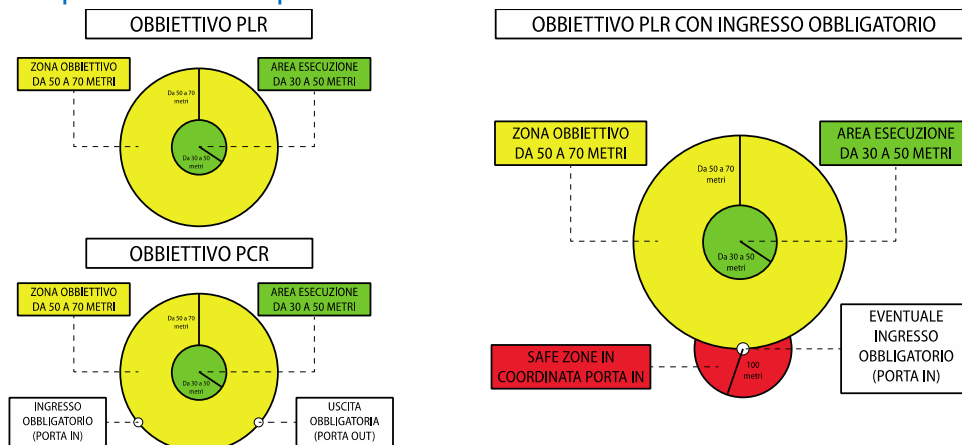 OBBIETTIVO PLR
ZONA OBIETTIVO
DA 50 A 70 METRI
AREA ESECUZIONE
DA 30 A 50 METRI
Da 50 a 70
metri
Da 30 a 50
metri
OBBIETTIVO PCR
ZONA OBIETTIVO
DA 50 A 70 METRI
AREA ESECUZIONE
DA 30 A 50 METRI
Da 50 a 70
metri
Da 30 a 50
metri
INGRESSO
OBBLIGATORIO
(PORTA IN)
USCITA
OBBLIGATORIA
(PORTA OUT)
OBBIETTIVO PLR CON INGRESSO OBBLIGATORIO
ZONA OBIETTIVO
DA 50 A 70 METRI
AREA ESECUZIONE
DA 30 A 50 METRI
Da 50 a 70
metri
Da 30 a 50
metri
SAFE ZONE IN
COORDINATA PORTA IN
100
metri
EVENTUALE
INGRESSO
OBBLIGATORIO
(PORTA IN)